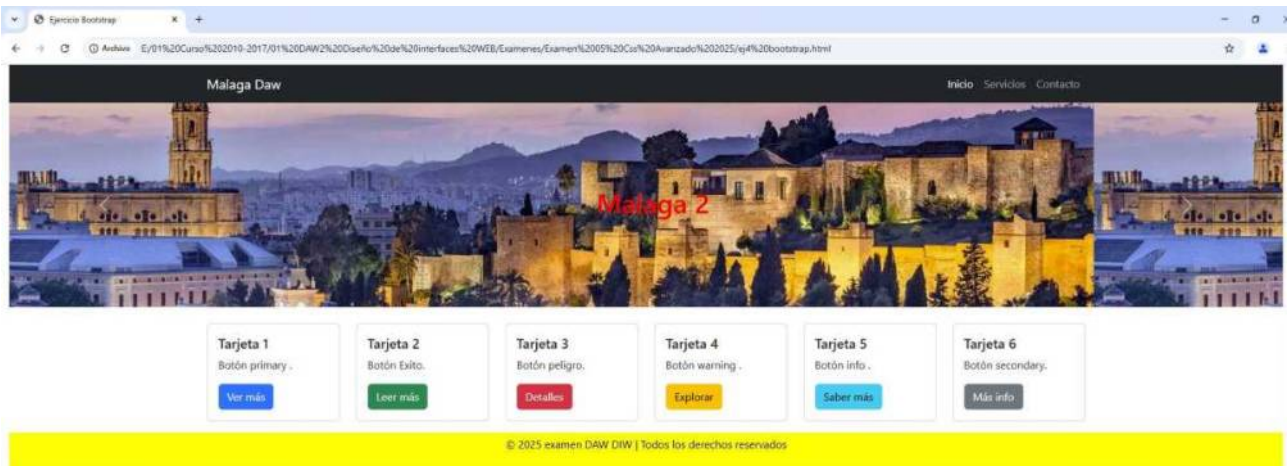 Ejercicio Bootstrap
Archivo E:/01%20Curso%202010-2017/01%20DAW2%20Diseño%20de%20interfaces%20WEB/Examenes/Examen%2005%20Css%20Avanzado%202025/ej4%20bootstrap.html
Malaga Daw Inicio Servicios Contacto
Malaga 2
Tarjeta 1 Tarjeta 2 Tarjeta 3 Tarjeta 4 Tarjeta 5 Tarjeta 6
Botón primary . Botón Exito. Botón peligro. Botón warning . Botón info . Botón secondary.
Ver más Leer más Detalles Explorar Saber más Más info
© 2025 examen DAW DIW | Todos los derechos reservados